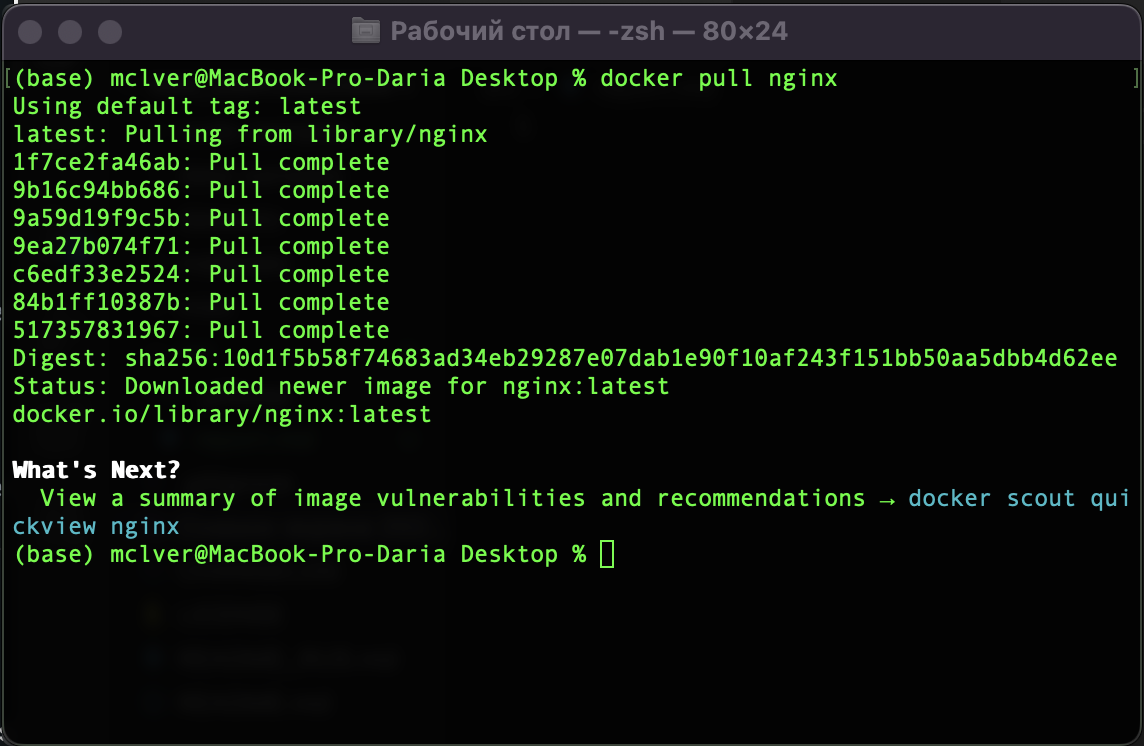 Рабочий стол — -zsh — 80×24
[(base) mclver@MacBook-Pro-Daria Desktop % docker pull nginx ]
Using default tag: latest
latest: Pulling from library/nginx
1f7ce2fa46ab: Pull complete
9b16c94bb686: Pull complete
9a59d19f9c5b: Pull complete
9ea27b074f71: Pull complete
c6edf33e2524: Pull complete
84b1ff10387b: Pull complete
517357831967: Pull complete
Digest: sha256:10d1f5b58f74683ad34eb29287e07dab1e90f10af243f151bb50aa5dbb4d62ee
Status: Downloaded newer image for nginx:latest
docker.io/library/nginx:latest
What's Next?
View a summary of image vulnerabilities and recommendations → docker scout qui
ckview nginx
(base) mclver@MacBook-Pro-Daria Desktop %